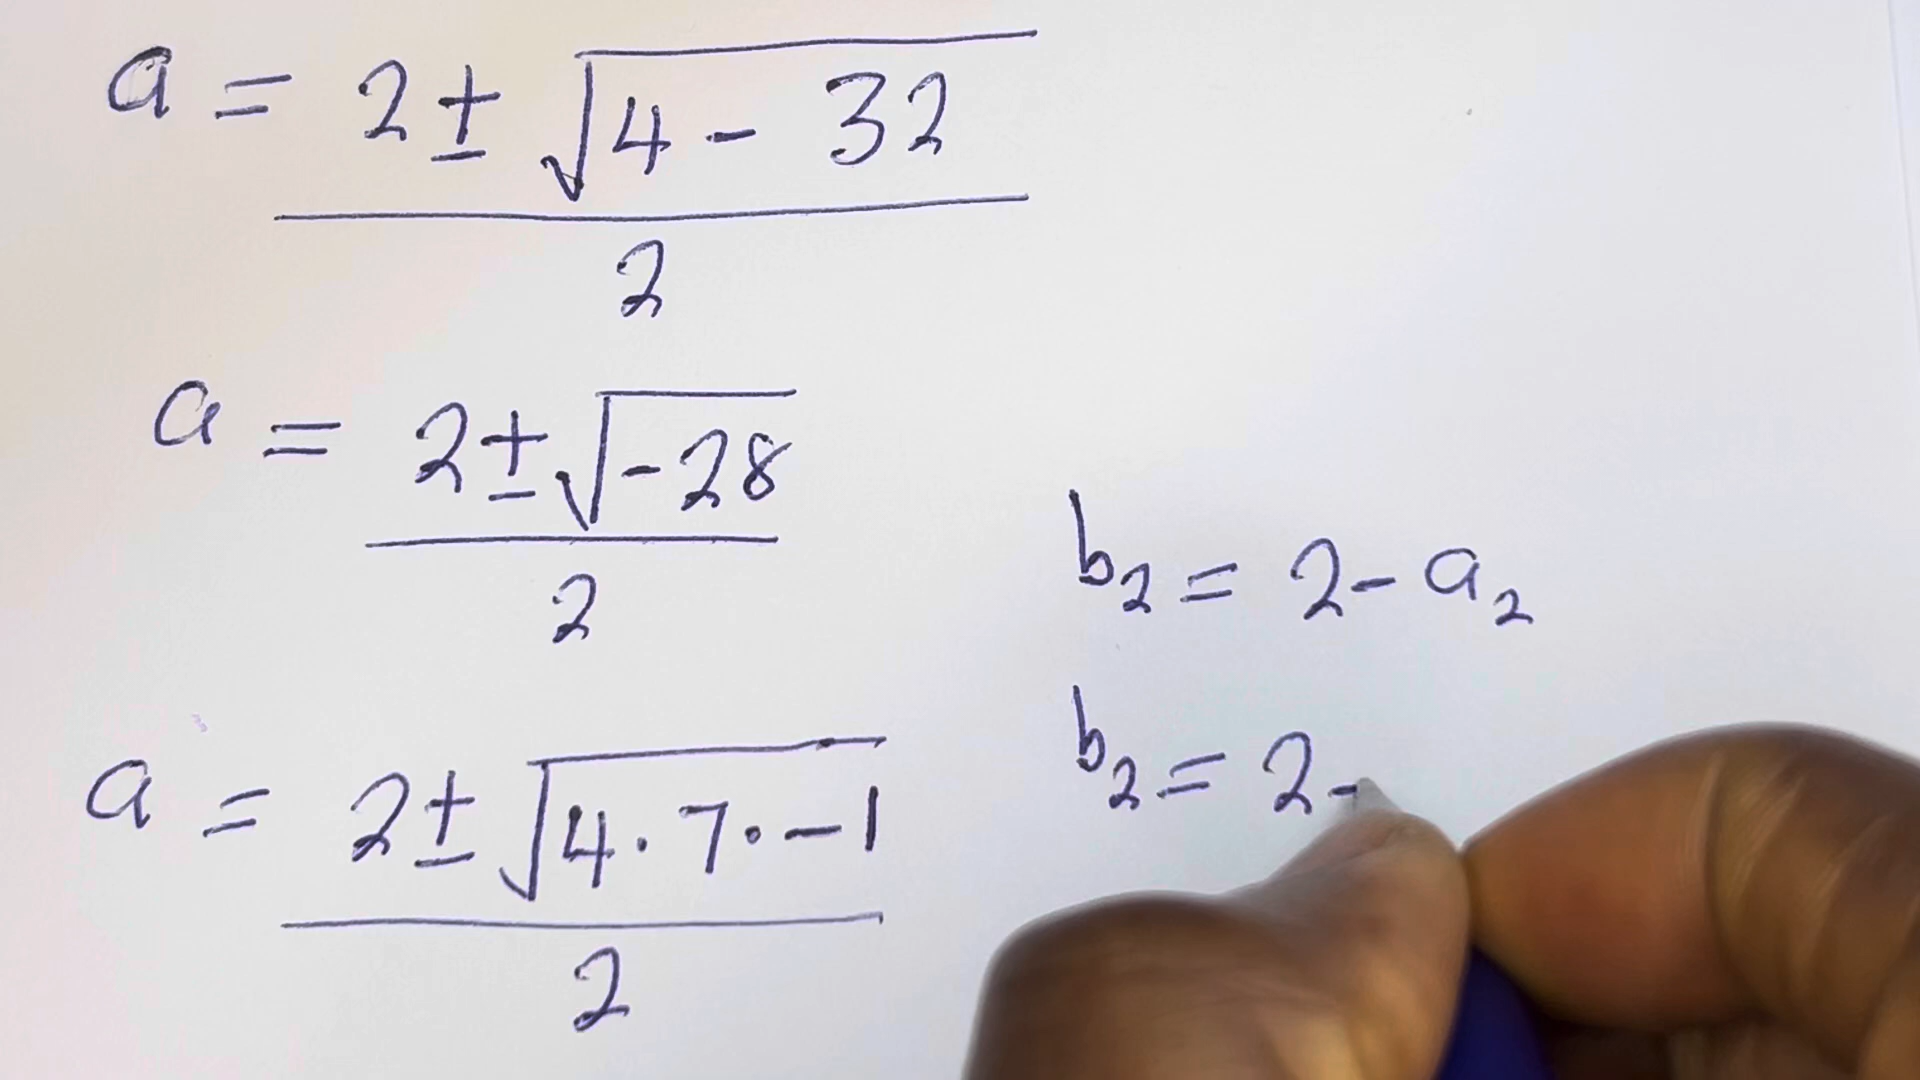 a = 2 ± √4 - 32
2
a = 2 ± √-28
2
b₂ = 2 - a₂
a = 2 ± √4 · 7 · -1
2
b₂ = 2 -